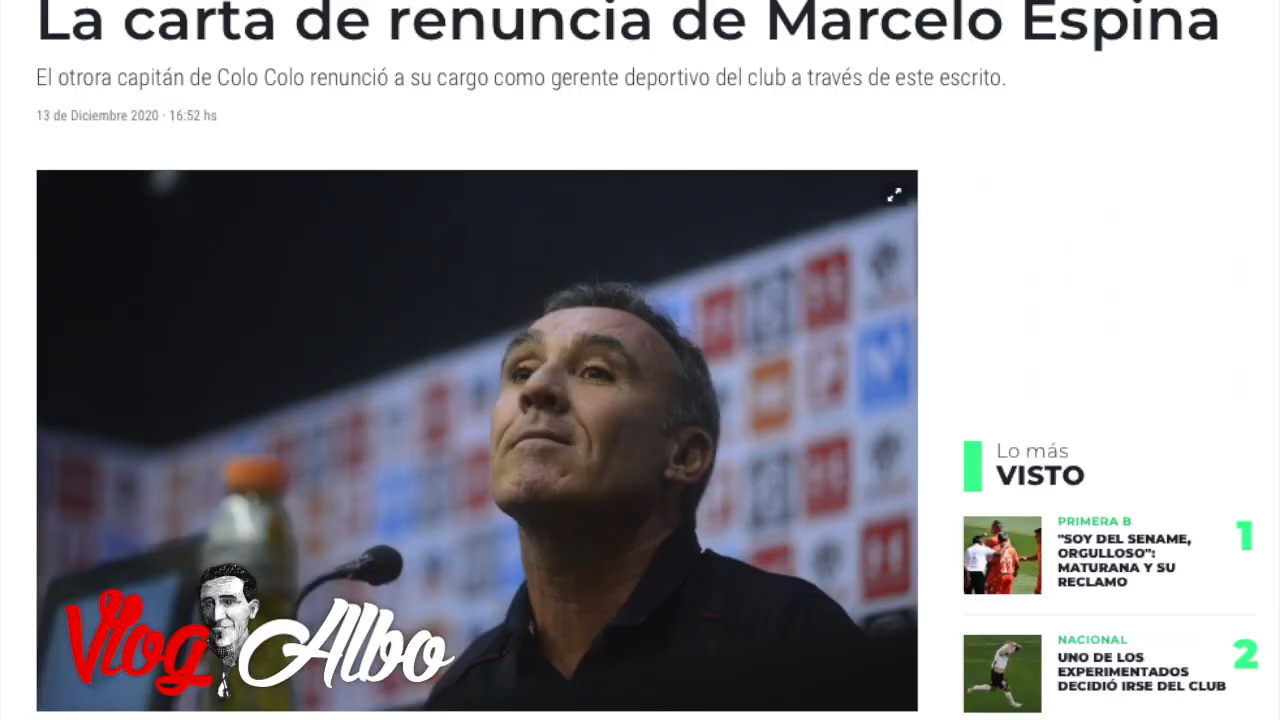 La carta de renuncia de Marcelo Espina
El otrora capitán de Colo Colo renunció a su cargo como gerente deportivo del club a través de este escrito.
13 de Diciembre 2020 · 16:52 hs
Lo más
VISTO
PRIMERA B
"SOY DEL SENAME,
ORGULLOSO":
MATURANA Y SU
RECLAMO
1
NACIONAL
UNO DE LOS
EXPERIMENTADOS
DECIDIÓ IRSE DEL CLUB
2
Vlog Albo